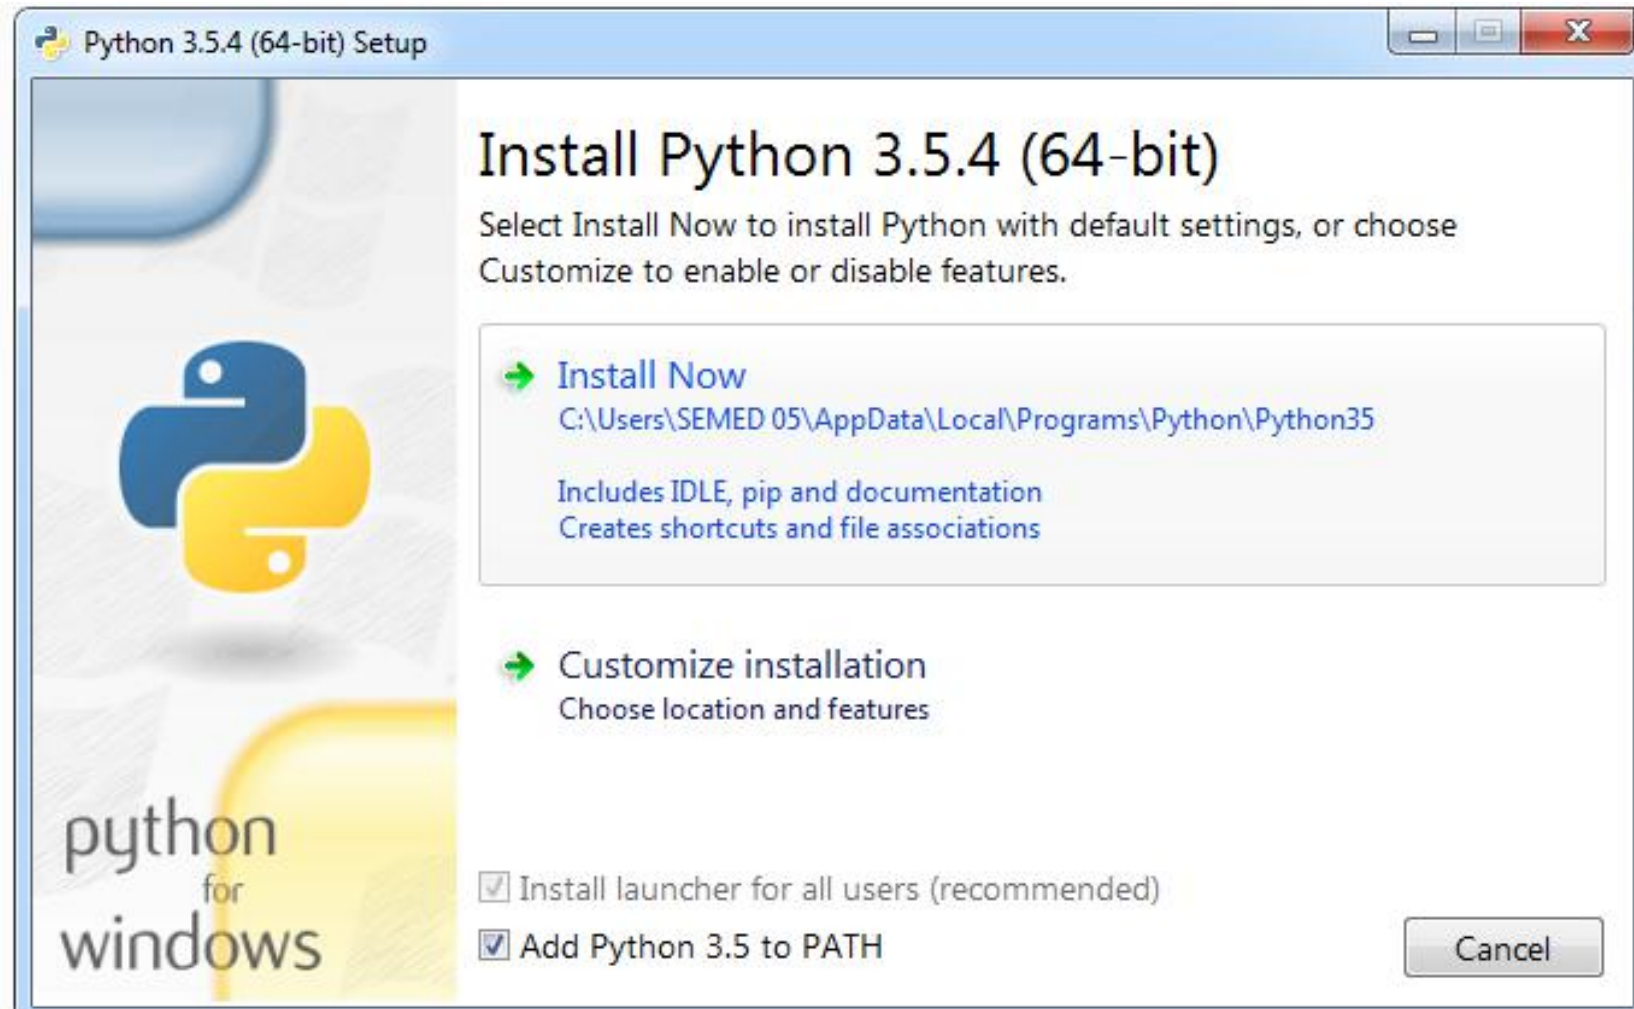 Python 3.5.4 (64-bit) Setup
Install Python 3.5.4 (64-bit)
Select Install Now to install Python with default settings, or choose
Customize to enable or disable features.
Install Now
C:\Users\SEMED 05\AppData\Local\Programs\Python\Python35
Includes IDLE, pip and documentation
Creates shortcuts and file associations
Customize installation
Choose location and features
python
for
windows
Install launcher for all users (recommended)
Add Python 3.5 to PATH
Cancel